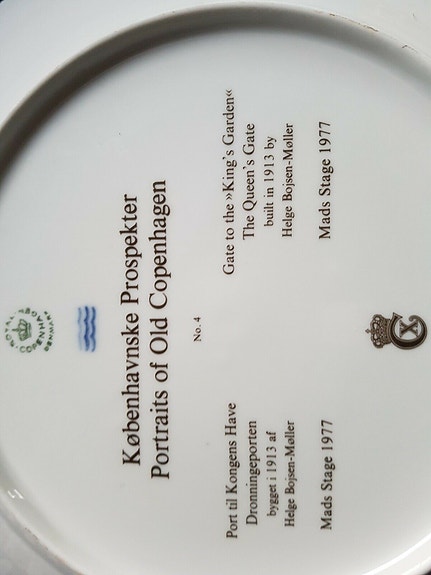 ROYAL
COPENHAGEN
DENMARK
Københavnske Prospekter
Portraits of Old Copenhagen
No. 4
Port til Kongens Have
Dronningeporten
bygget i 1913 af
Helge Bojsen-Møller
Mads Stage 1977
Gate to the »King's Garden«
The Queen's Gate
built in 1913 by
Helge Bojsen-Møller
Mads Stage 1977